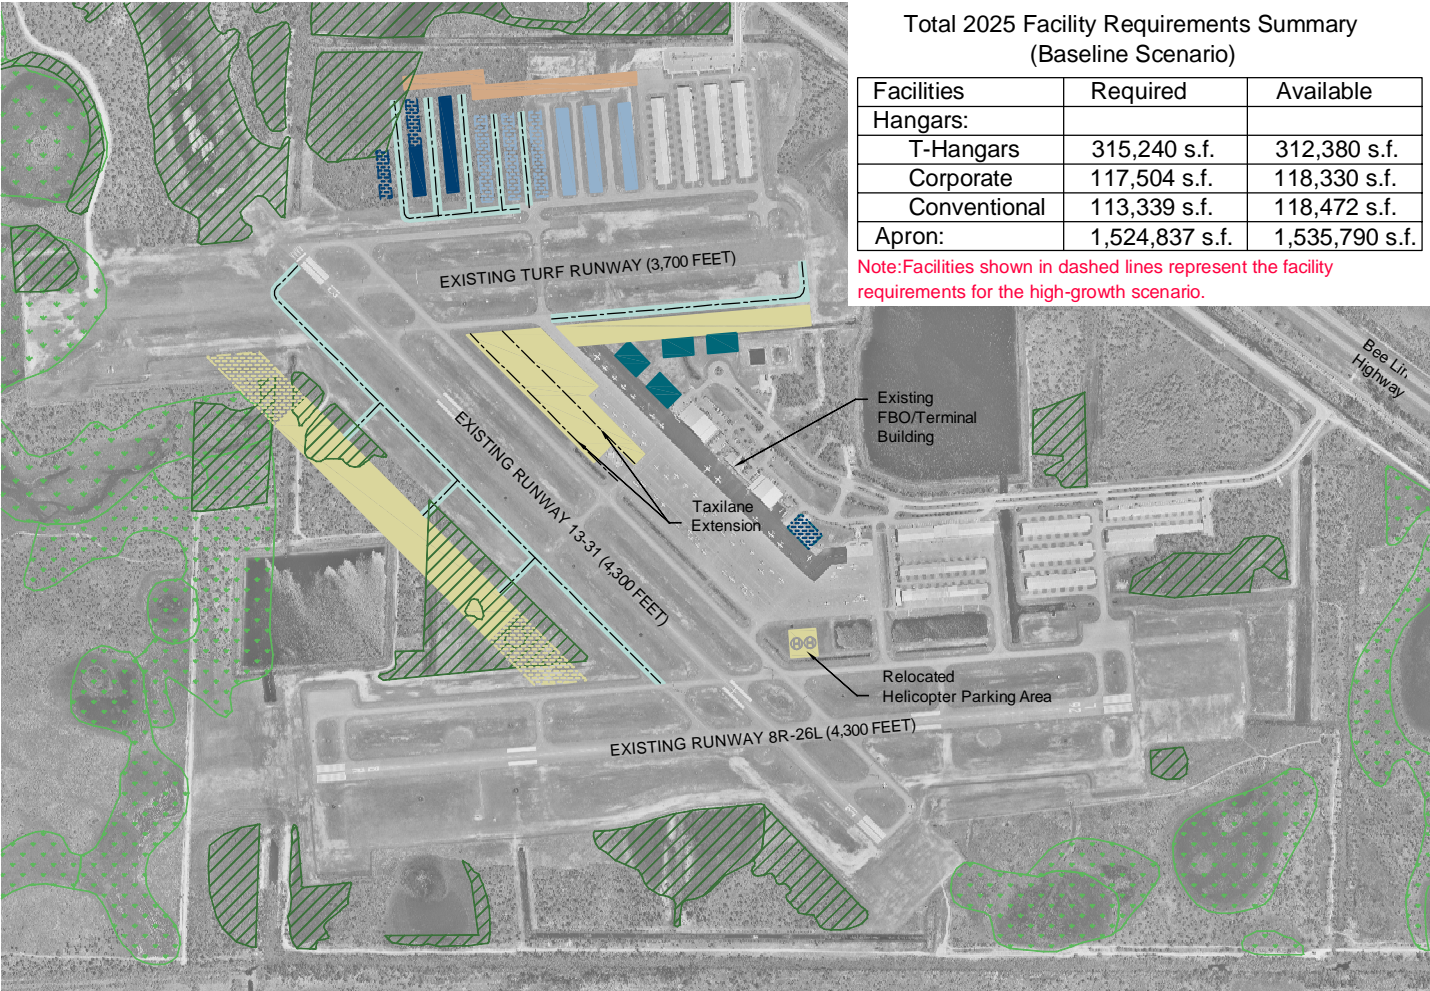 Total 2025 Facility Requirements Summary
(Baseline Scenario)
Facilities Required Available
Hangars:
T-Hangars 315,240 s.f. 312,380 s.f.
Corporate 117,504 s.f. 118,330 s.f.
Conventional 113,339 s.f. 118,472 s.f.
Apron: 1,524,837 s.f. 1,535,790 s.f.
Note:Facilities shown in dashed lines represent the facility
requirements for the high-growth scenario.
EXISTING TURF RUNWAY (3,700 FEET)
Bee Lin
Highway
Existing
FBO/Terminal
Building
EXISTING RUNWAY 13-31 (4,300 FEET)
Taxilane
Extension
Relocated
Helicopter Parking Area
EXISTING RUNWAY 8R-26L (4,300 FEET)
26
L